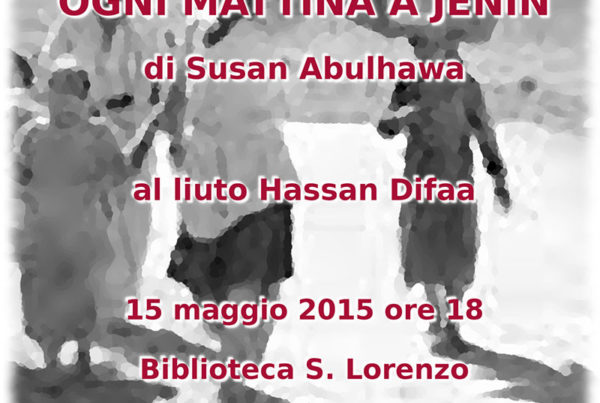 OGNI MATTINA A JENIN
di Susan Abulhawa
al liuto Hassan Difaa
15 maggio 2015 ore 18
Biblioteca S. Lorenzo